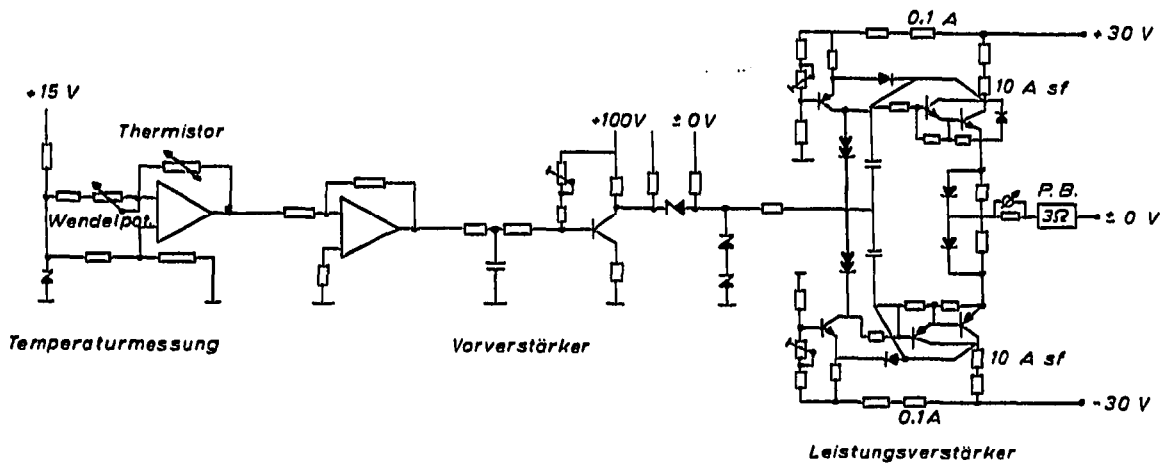 0.1 A
+30 V
+15 V
10 A sf
Thermistor
+100V
±0V
P.B.
Wendelpot.
3Ω
±0 V
Temperaturmessung
Vorverstärker
10 A sf
-30 V
0.1A
Leistungsverstärker